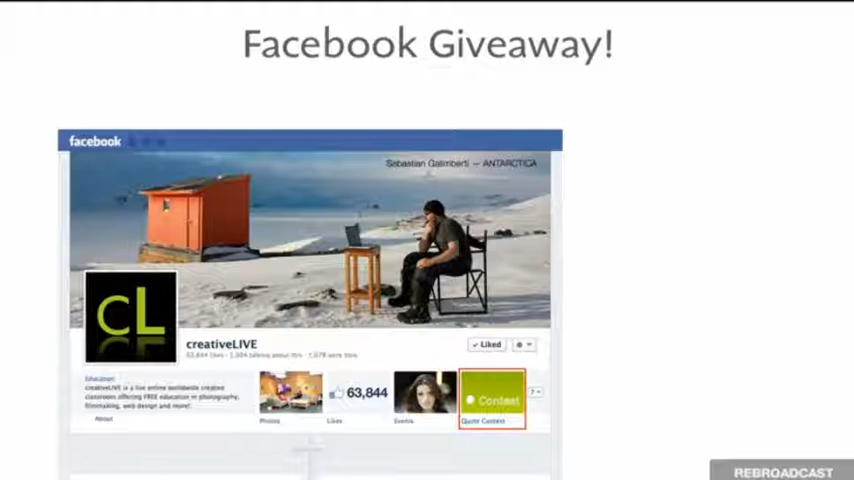 Facebook Giveaway!
facebook
Sebastian Galimberti — ANTARCTICA
CL
creativeLIVE
Liked
Education
creativeLIVE is a live online worldwide creative
classroom offering FREE education in photography,
filmmaking, web design and more!
About
63,844
Contest
Photos
Likes
Events
Quote Contest
REBROADCAST